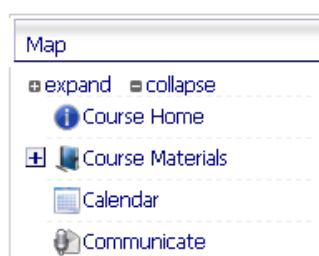 Map
expand collapse
Course Home
Course Materials
Calendar
Communicate